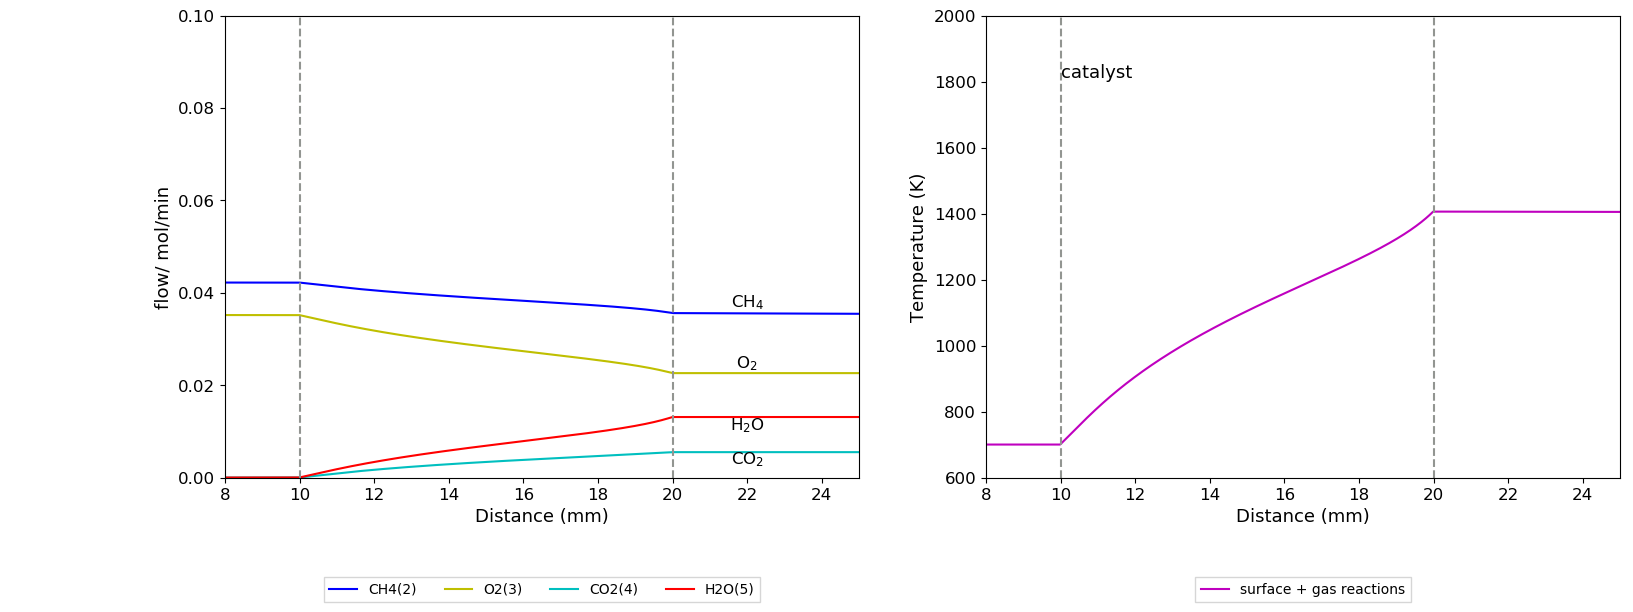 0.10
0.08
0.06
0.04
0.02
0.00
flow/ mol/min
CH4
O2
H2O
CO2
8 10 12 14 16 18 20 22 24
Distance (mm)
CH4(2) O2(3) CO2(4) H2O(5)
2000
1800
1600
1400
1200
1000
800
600
Temperature (K)
catalyst
8 10 12 14 16 18 20 22 24
Distance (mm)
surface + gas reactions